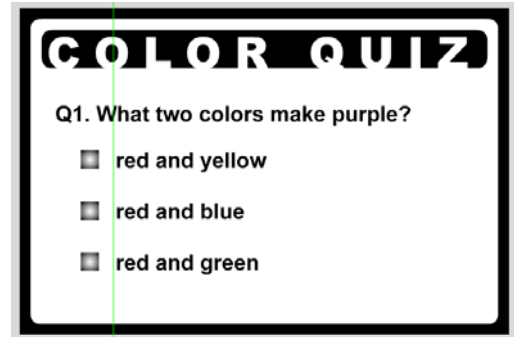 COLOR QUIZ
Q1. What two colors make purple?
red and yellow
red and blue
red and green